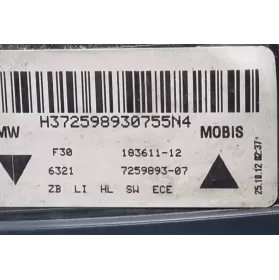 H372598930755N4
MW MOBIS
F30 183611-12
6321 7259893-07
ZB LI HL SW ECE
25.10.12 02:37